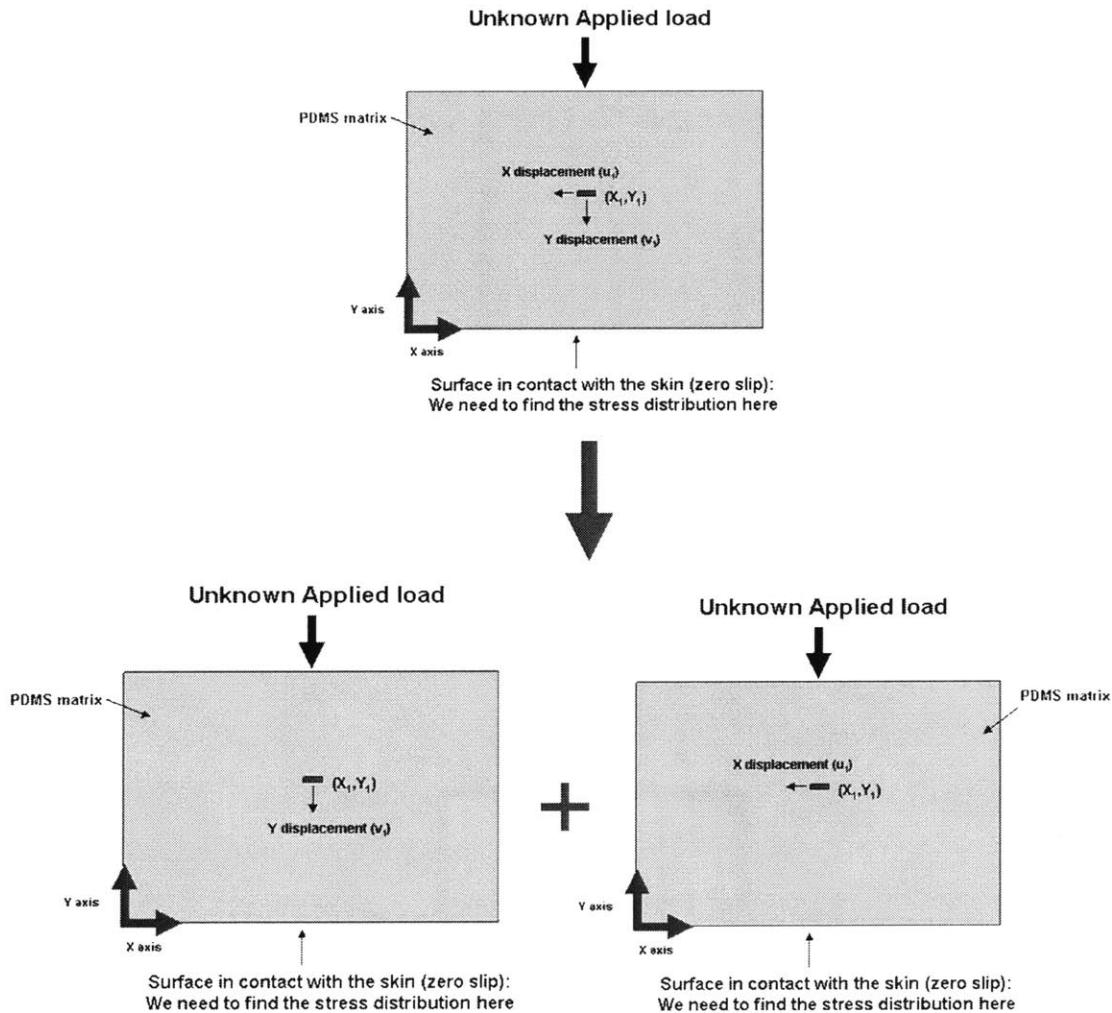 Unknown Applied load
PDMS matrix
X displacement (u₁)
(X₁,Y₁)
Y displacement (v₁)
Y axis
X axis
Surface in contact with the skin (zero slip):
We need to find the stress distribution here
Unknown Applied load
PDMS matrix
(X₁,Y₁)
Y displacement (v₁)
Y axis
X axis
Surface in contact with the skin (zero slip):
We need to find the stress distribution here
+
Unknown Applied load
PDMS matrix
X displacement (u₁)
(X₁,Y₁)
Y axis
X axis
Surface in contact with the skin (zero slip):
We need to find the stress distribution here